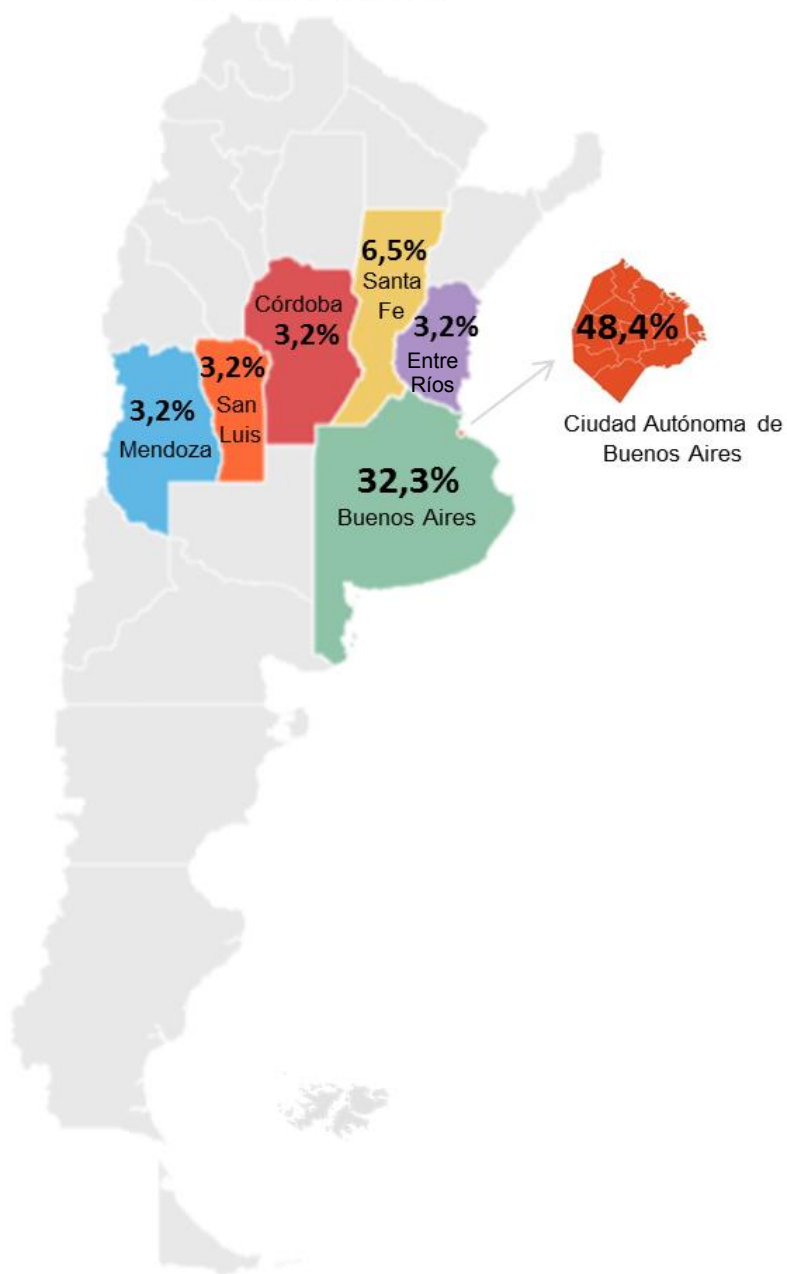 6,5%
Santa
Fe
Córdoba
3,2%
3,2%
Entre
Ríos
48,4%
Ciudad Autónoma de
Buenos Aires
3,2%
San
Luis
3,2%
Mendoza
32,3%
Buenos Aires